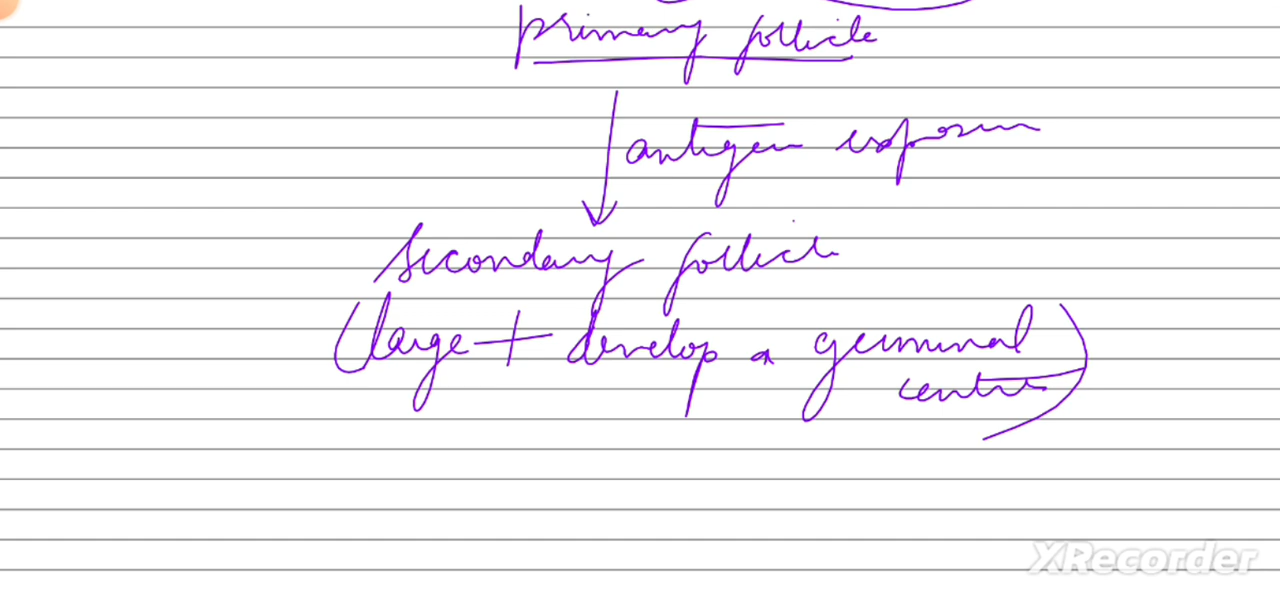 primary follicle
antigen exposure
secondary follicle
(large + develop a germinal
centre)
XRecorder